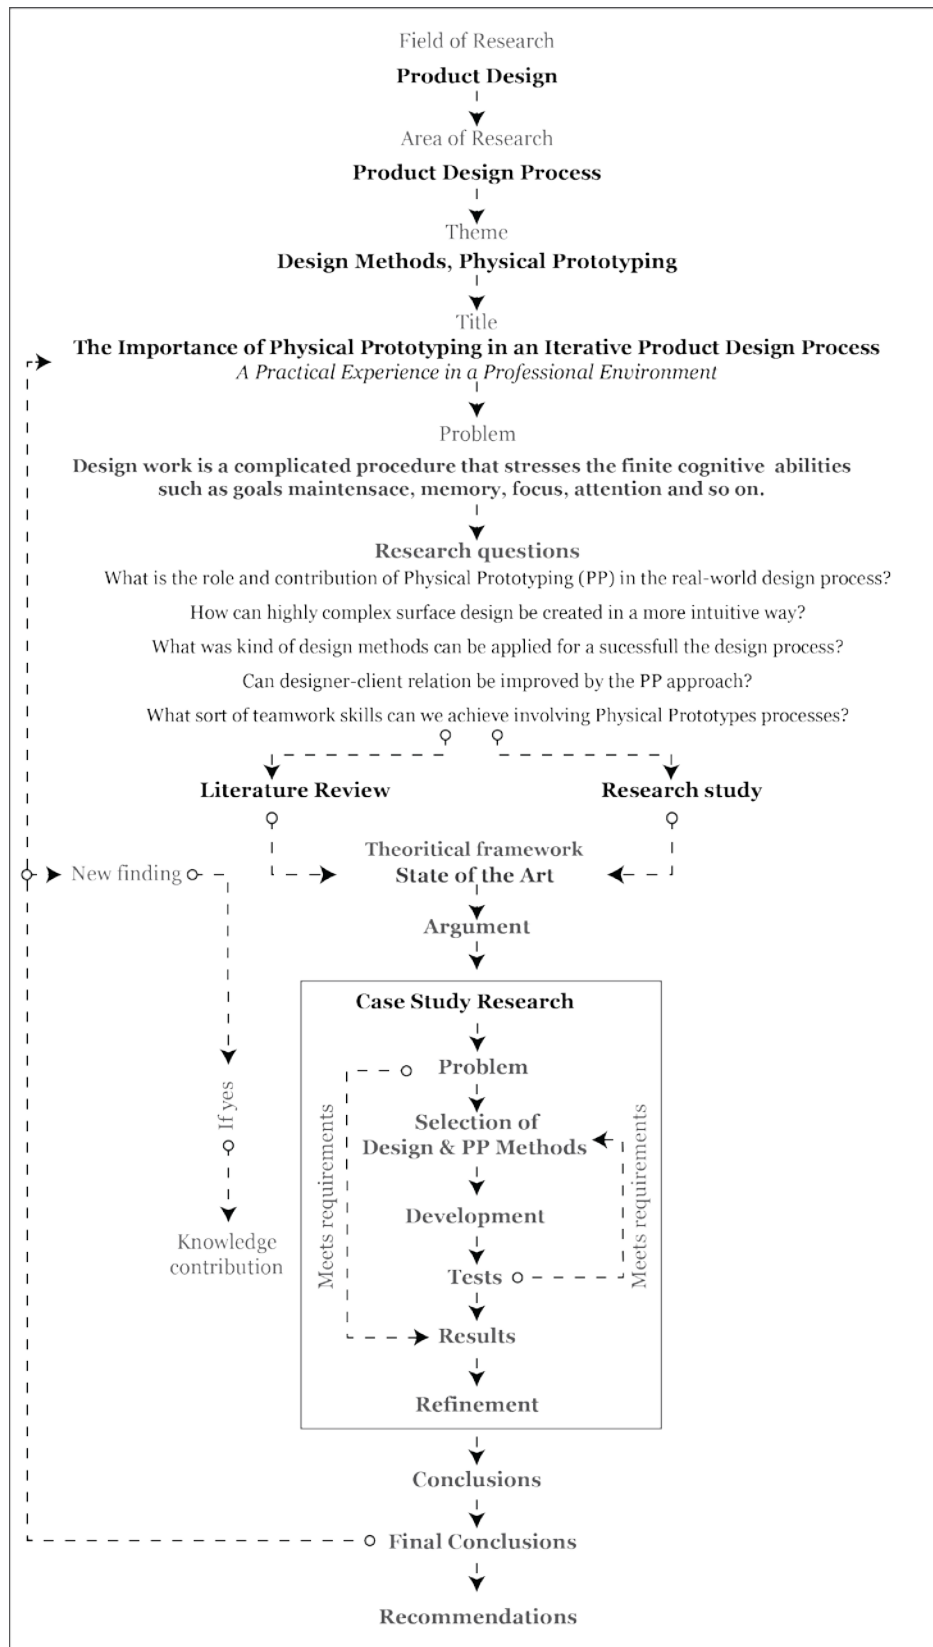 Field of Research
Product Design
Area of Research
Product Design Process
Theme
Design Methods, Physical Prototyping
Title
The Importance of Physical Prototyping in an Iterative Product Design Process
A Practical Experience in a Professional Environment
Problem
Design work is a complicated procedure that stresses the finite cognitive abilities
such as goals maintensace, memory, focus, attention and so on.
Research questions
What is the role and contribution of Physical Prototyping (PP) in the real-world design process?
How can highly complex surface design be created in a more intuitive way?
What was kind of design methods can be applied for a sucessfull the design process?
Can designer-client relation be improved by the PP approach?
What sort of teamwork skills can we achieve involving Physical Prototypes processes?
Literature Review
Research study
Theoritical framework
State of the Art
New finding
Argument
If yes
Knowledge
contribution
Case Study Research
Problem
Selection of
Design & PP Methods
Meets requirements
Meets requirements
Development
Tests
Results
Refinement
Conclusions
Final Conclusions
Recommendations